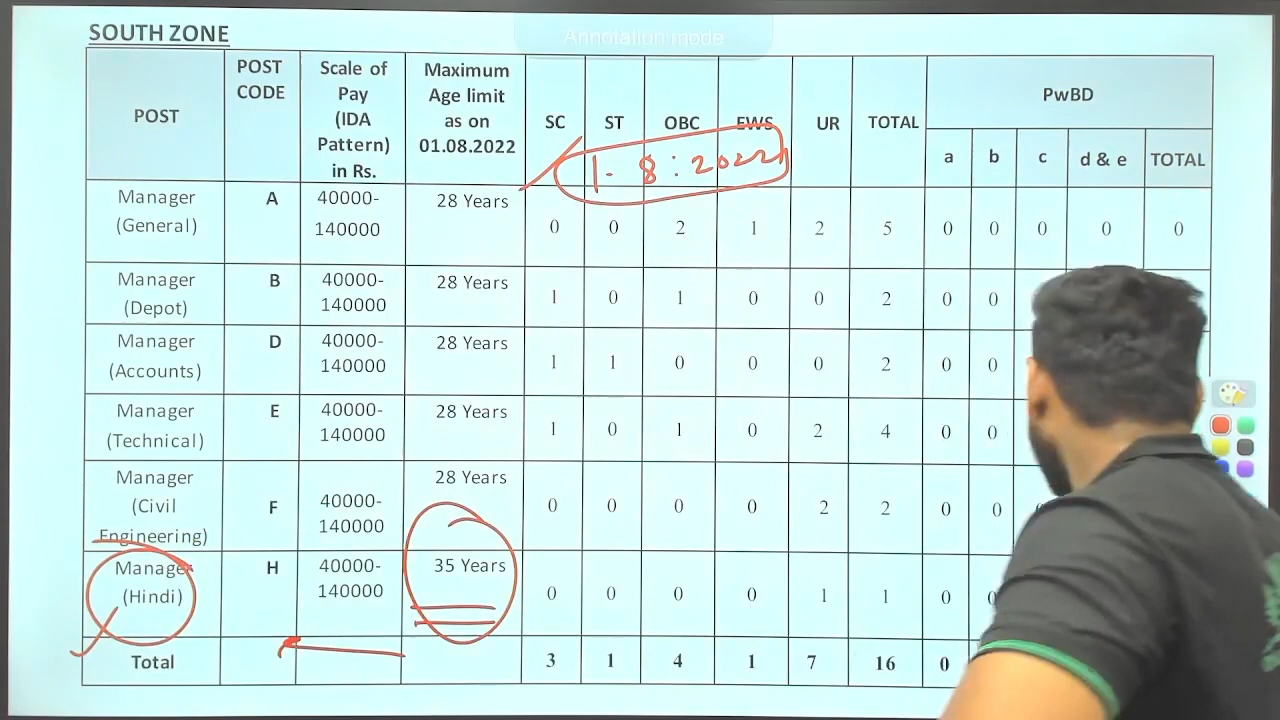 SOUTH ZONE
Annotation mode
POST
POST CODE
Scale of Pay (IDA Pattern) in Rs.
Maximum Age limit as on 01.08.2022
SC ST OBC EWS UR TOTAL
PwBD
a b c d & e TOTAL
1.8:2022
Manager (General) A 40000-140000 28 Years 0 0 2 1 2 5 0 0 0 0 0
Manager (Depot) B 40000-140000 28 Years 1 0 1 0 0 2 0 0
Manager (Accounts) D 40000-140000 28 Years 1 1 0 0 0 2 0 0
Manager (Technical) E 40000-140000 28 Years 1 0 1 0 2 4 0 0
Manager (Civil Engineering) F 40000-140000 28 Years 0 0 0 0 2 2 0 0
Manager (Hindi) H 40000-140000 35 Years 0 0 0 0 1 1 0
Total 3 1 4 1 7 16 0